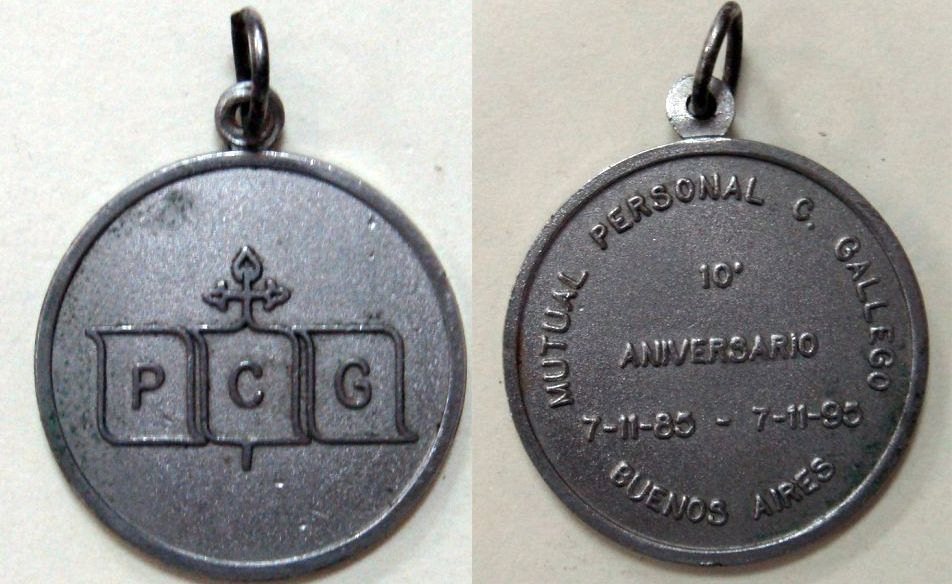 P C G
MUTUAL PERSONAL C. GALLEGO
10°
ANIVERSARIO
7-11-85 - 7-11-95
BUENOS AIRES